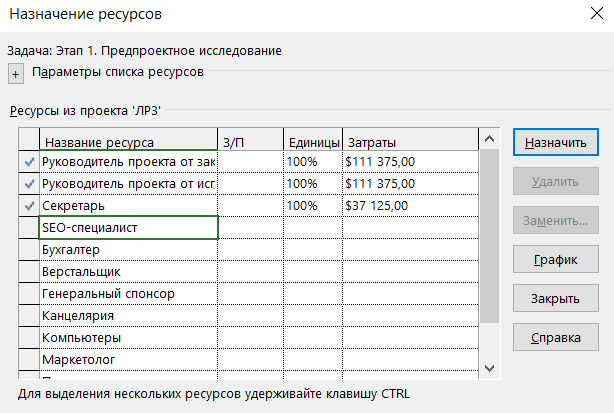 Назначение ресурсов
Задача: Этап 1. Предпроектное исследование
+ Параметры списка ресурсов
Ресурсы из проекта 'ЛР3'
Название ресурса З/П Единицы Затраты
Руководитель проекта от зак 100% $111 375,00
Руководитель проекта от исг 100% $111 375,00
Секретарь 100% $37 125,00
SEO-специалист
Бухгалтер
Верстальщик
Генеральный спонсор
Канцелярия
Компьютеры
Маркетолог
Назначить
Удалить
Заменить...
График
Закрыть
Справка
Для выделения нескольких ресурсов удерживайте клавишу CTRL